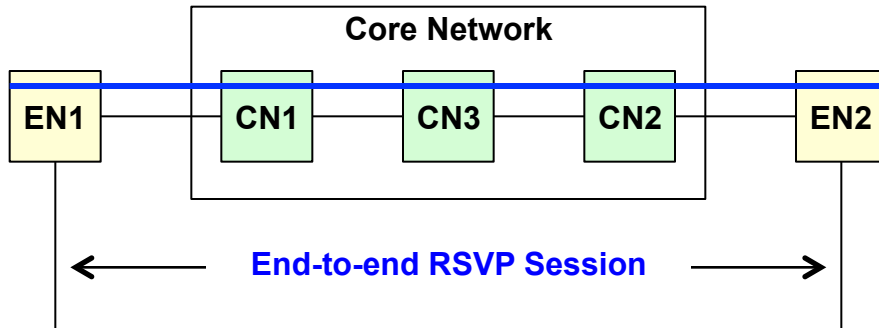 Core Network
EN1
CN1
CN3
CN2
EN2
End-to-end RSVP Session